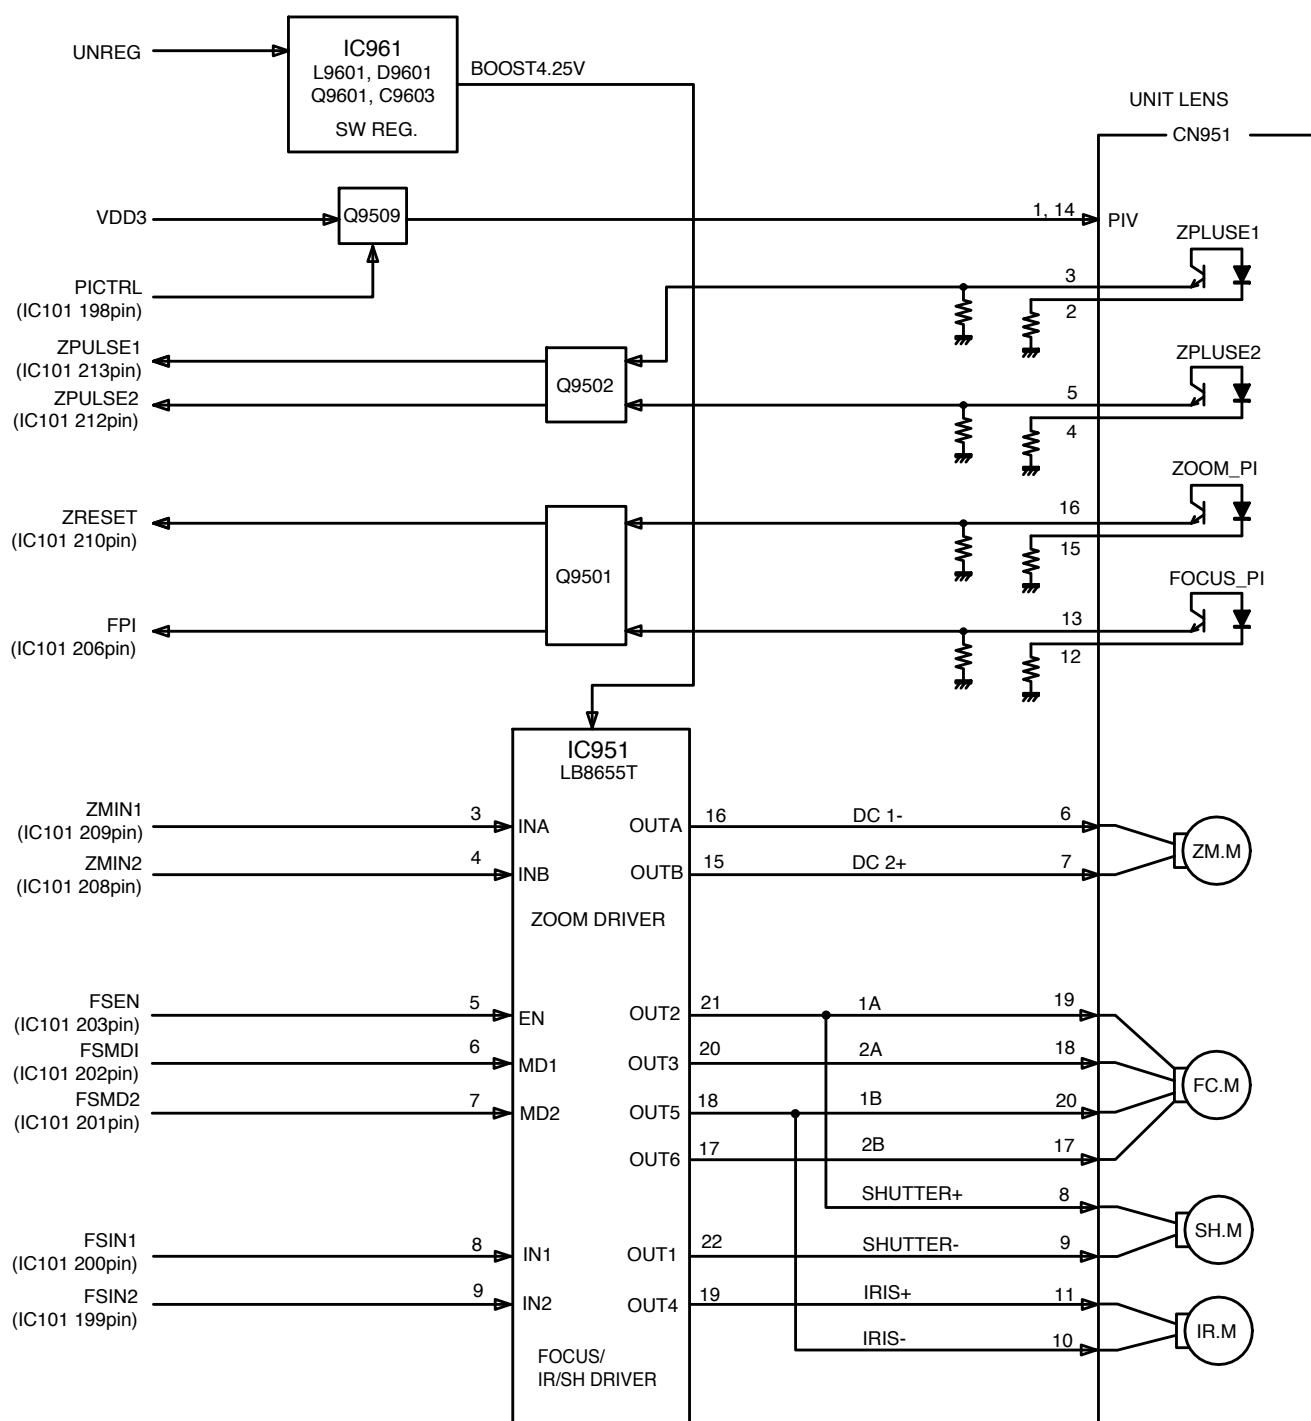 UNREG
IC961
L9601, D9601
Q9601, C9603
SW REG.
BOOST4.25V
UNIT LENS
CN951
VDD3
Q9509
1, 14
PIV
PICTRL
(IC101 198pin)
ZPLUSE1
3
2
ZPULSE1
(IC101 213pin)
ZPULSE2
(IC101 212pin)
Q9502
ZPLUSE2
5
4
ZRESET
(IC101 210pin)
Q9501
ZOOM_PI
16
15
FPI
(IC101 206pin)
FOCUS_PI
13
12
IC951
LB8655T
ZMIN1
(IC101 209pin)
3
INA
OUTA
16
DC 1-
6
ZMIN2
(IC101 208pin)
4
INB
OUTB
15
DC 2+
7
ZM.M
ZOOM DRIVER
FSEN
(IC101 203pin)
5
EN
OUT2
21
1A
19
FSMDI
(IC101 202pin)
6
MD1
OUT3
20
2A
18
FSMD2
(IC101 201pin)
7
MD2
OUT5
18
1B
20
FC.M
OUT6
17
2B
17
SHUTTER+
8
FSIN1
(IC101 200pin)
8
IN1
OUT1
22
SHUTTER-
9
SH.M
FSIN2
(IC101 199pin)
9
IN2
OUT4
19
IRIS+
11
IRIS-
10
IR.M
FOCUS/
IR/SH DRIVER